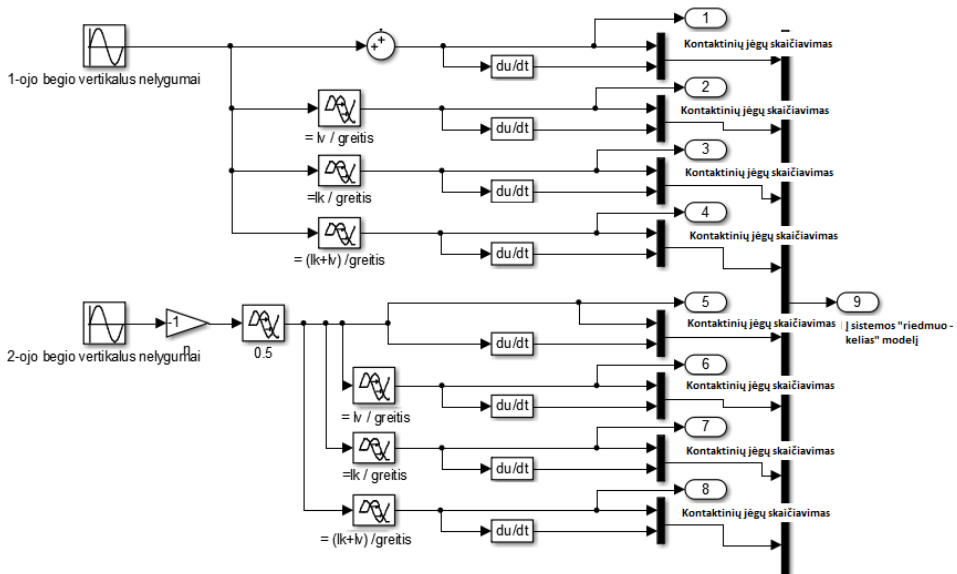 1
Kontaktinių jėgų skaičiavimas
1-ojo begio vertikalus nelygumai
du/dt
2
Kontaktinių jėgų skaičiavimas
= lv / greitis
du/dt
3
Kontaktinių jėgų skaičiavimas
=lk / greitis
du/dt
4
Kontaktinių jėgų skaičiavimas
= (lk+lv) /greitis
du/dt
5
Kontaktinių jėgų skaičiavimas
-1
0.5
2-ojo begio vertikalus nelygumai
du/dt
9
Į sistemos "riedmuo -
kelias" modelį
6
Kontaktinių jėgų skaičiavimas
= lv / greitis
du/dt
7
Kontaktinių jėgų skaičiavimas
=lk / greitis
du/dt
8
Kontaktinių jėgų skaičiavimas
= (lk+lv) /greitis
du/dt